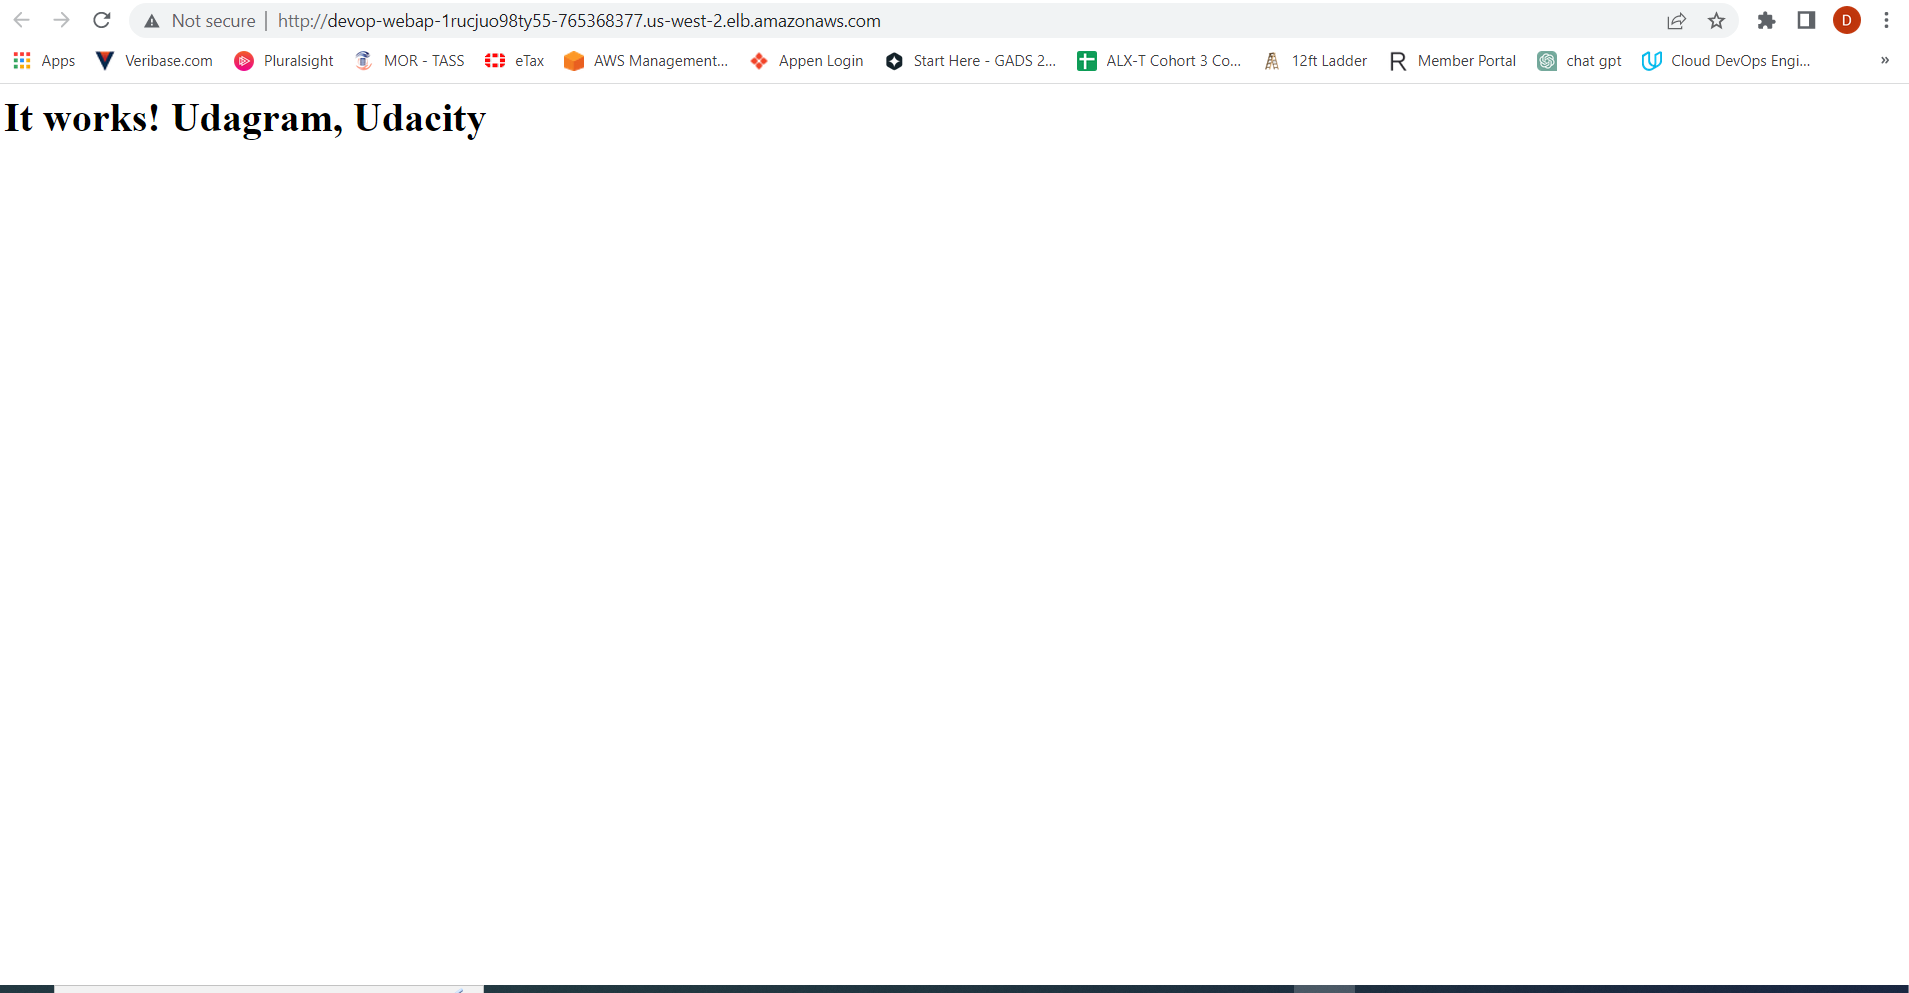 Not secure | http://devop-webap-1rucjuo98ty55-765368377.us-west-2.elb.amazonaws.com D
Apps Veribase.com Pluralsight MOR - TASS eTax AWS Management... Appen Login Start Here - GADS 2... ALX-T Cohort 3 Co... 12ft Ladder R Member Portal chat gpt Cloud DevOps Engi... »
It works! Udagram, Udacity